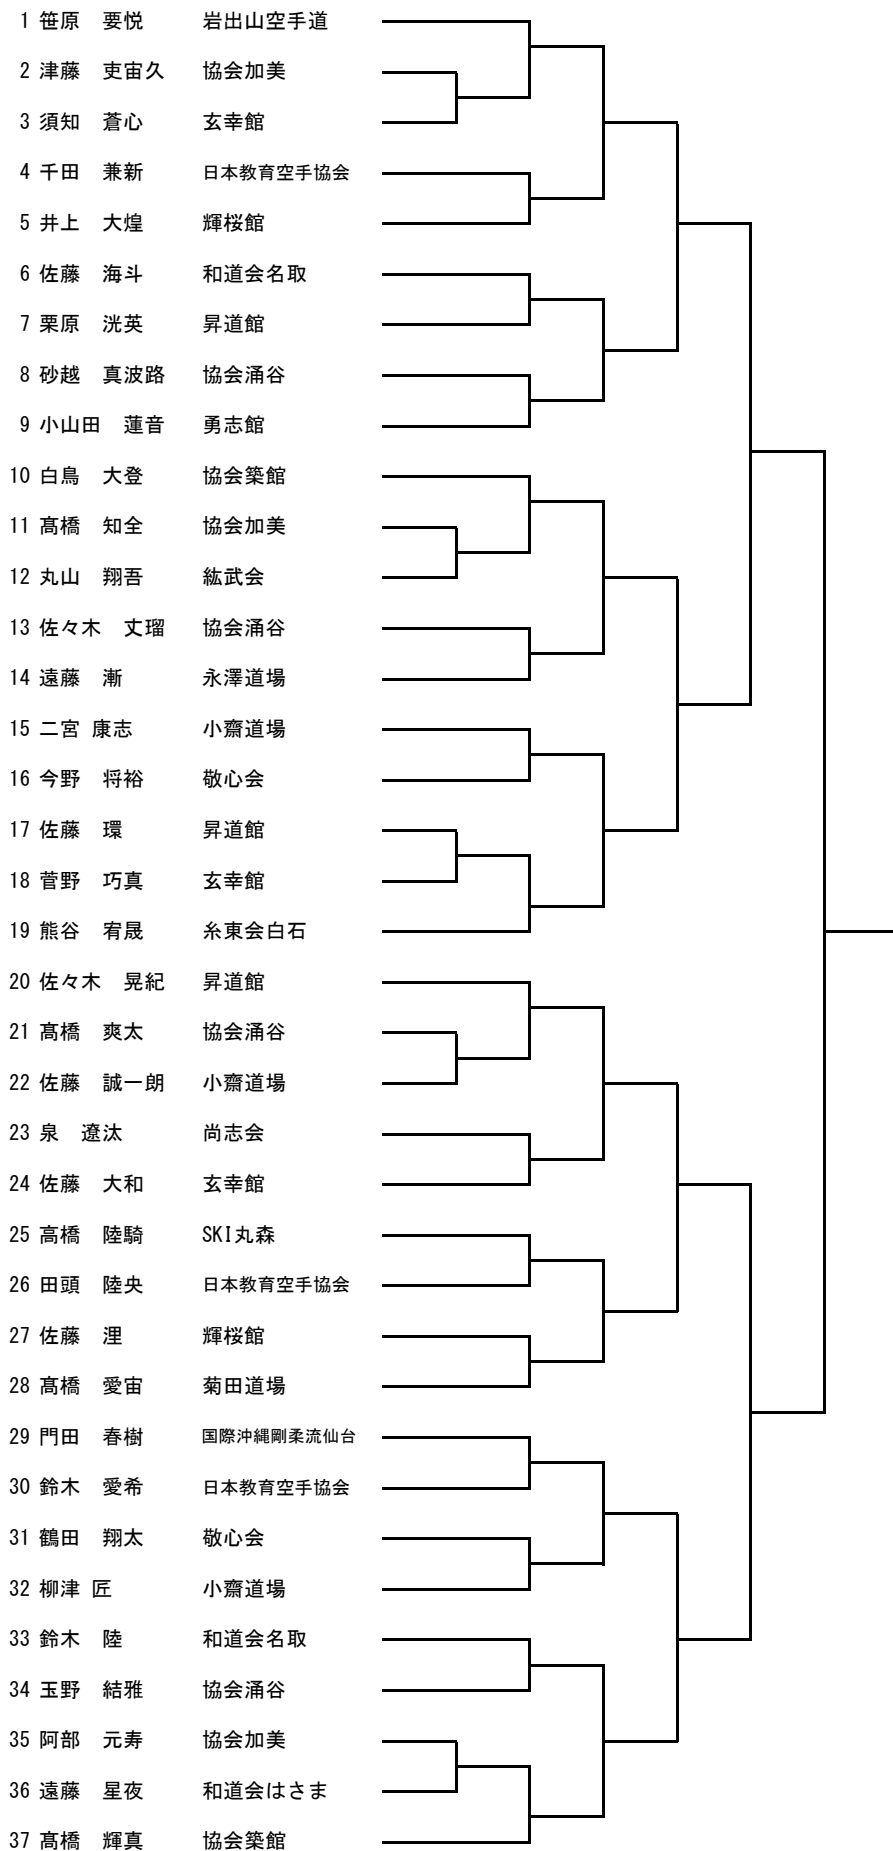 1 笹原　要悦　岩出山空手道
2 津藤　吏宙久　協会加美
3 須知　蒼心　玄幸館
4 千田　兼新　日本教育空手協会
5 井上　大煌　輝桜館
6 佐藤　海斗　和道会名取
7 栗原　洸英　昇道館
8 砂越　真波路　協会涌谷
9 小山田　蓮音　勇志館
10 白鳥　大登　協会築館
11 髙橋　知全　協会加美
12 丸山　翔吾　紘武会
13 佐々木　丈瑠　協会涌谷
14 遠藤　漸　永澤道場
15 二宮 康志　小齋道場
16 今野　将裕　敬心会
17 佐藤　環　昇道館
18 菅野　巧真　玄幸館
19 熊谷　宥晟　糸東会白石
20 佐々木　晃紀　昇道館
21 髙橋　爽太　協会涌谷
22 佐藤　誠一朗　小齋道場
23 泉　遼汰　尚志会
24 佐藤　大和　玄幸館
25 高橋　陸騎　SKI丸森
26 田頭　陸央　日本教育空手協会
27 佐藤　浬　輝桜館
28 髙橋　愛宙　菊田道場
29 門田　春樹　国際沖縄剛柔流仙台
30 鈴木　愛希　日本教育空手協会
31 鶴田　翔太　敬心会
32 柳津 匠　小齋道場
33 鈴木　陸　和道会名取
34 玉野　結雅　協会涌谷
35 阿部　元寿　協会加美
36 遠藤　星夜　和道会はさま
37 髙橋　輝真　協会築館